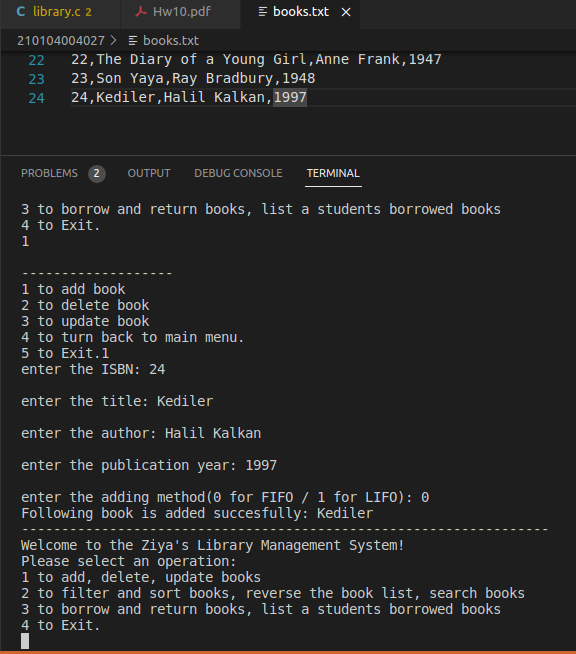 library.c 2 Hw10.pdf books.txt
210104004027 > books.txt
22 22,The Diary of a Young Girl,Anne Frank,1947
23 23,Son Yaya,Ray Bradbury,1948
24 24,Kediler,Halil Kalkan,1997
PROBLEMS 2 OUTPUT DEBUG CONSOLE TERMINAL
3 to borrow and return books, list a students borrowed books
4 to Exit.
1
-------------------
1 to add book
2 to delete book
3 to update book
4 to turn back to main menu.
5 to Exit.1
enter the ISBN: 24
enter the title: Kediler
enter the author: Halil Kalkan
enter the publication year: 1997
enter the adding method(0 for FIFO / 1 for LIFO): 0
Following book is added succesfully: Kediler
------------------------------------------------------------------
Welcome to the Ziya's Library Management System!
Please select an operation:
1 to add, delete, update books
2 to filter and sort books, reverse the book list, search books
3 to borrow and return books, list a students borrowed books
4 to Exit.